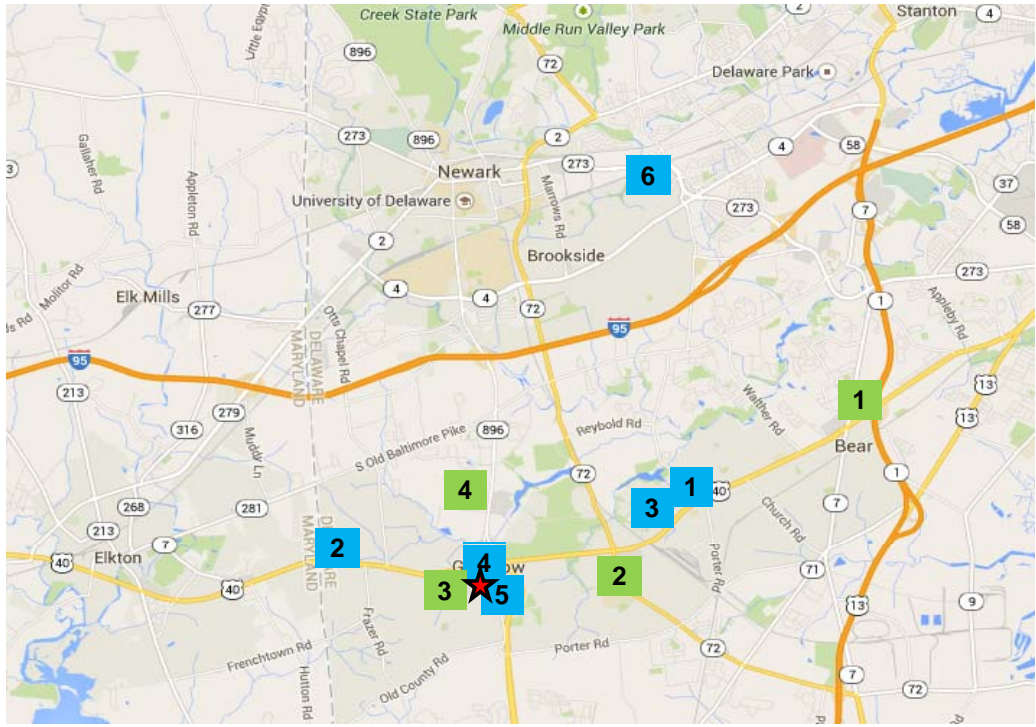 Creek State Park
Stanton
4
Little Egypt
Middle Run Valley Park
896
72
Delaware Park
273
896
2
4
58
Gallaher Rd
Appleton Rd
Newark
273
6
37
University of Delaware
Marrows Rd
273
7
58
2
Brookside
Molitor Rd
4
4
273
Elk Mills
277
72
1
Appleby Rd
Otts Chapel Rd
DELAWARE
MARYLAND
95
95
213
13
279
1
13
316
Muddy Ln
S Old Baltimore Pike
896
Reybold Rd
Walther Rd
Bear
4
72
1
40
1
268
281
3
7
213
Church Rd
7
2
4
Elkton
40
DELAWARE
MARYLAND
2
71
40
3
5
Porter Rd
13
9
Frazer Rd
Frenchtown Rd
Porter Rd
72
Old County Rd
Hutton Rd
7
72